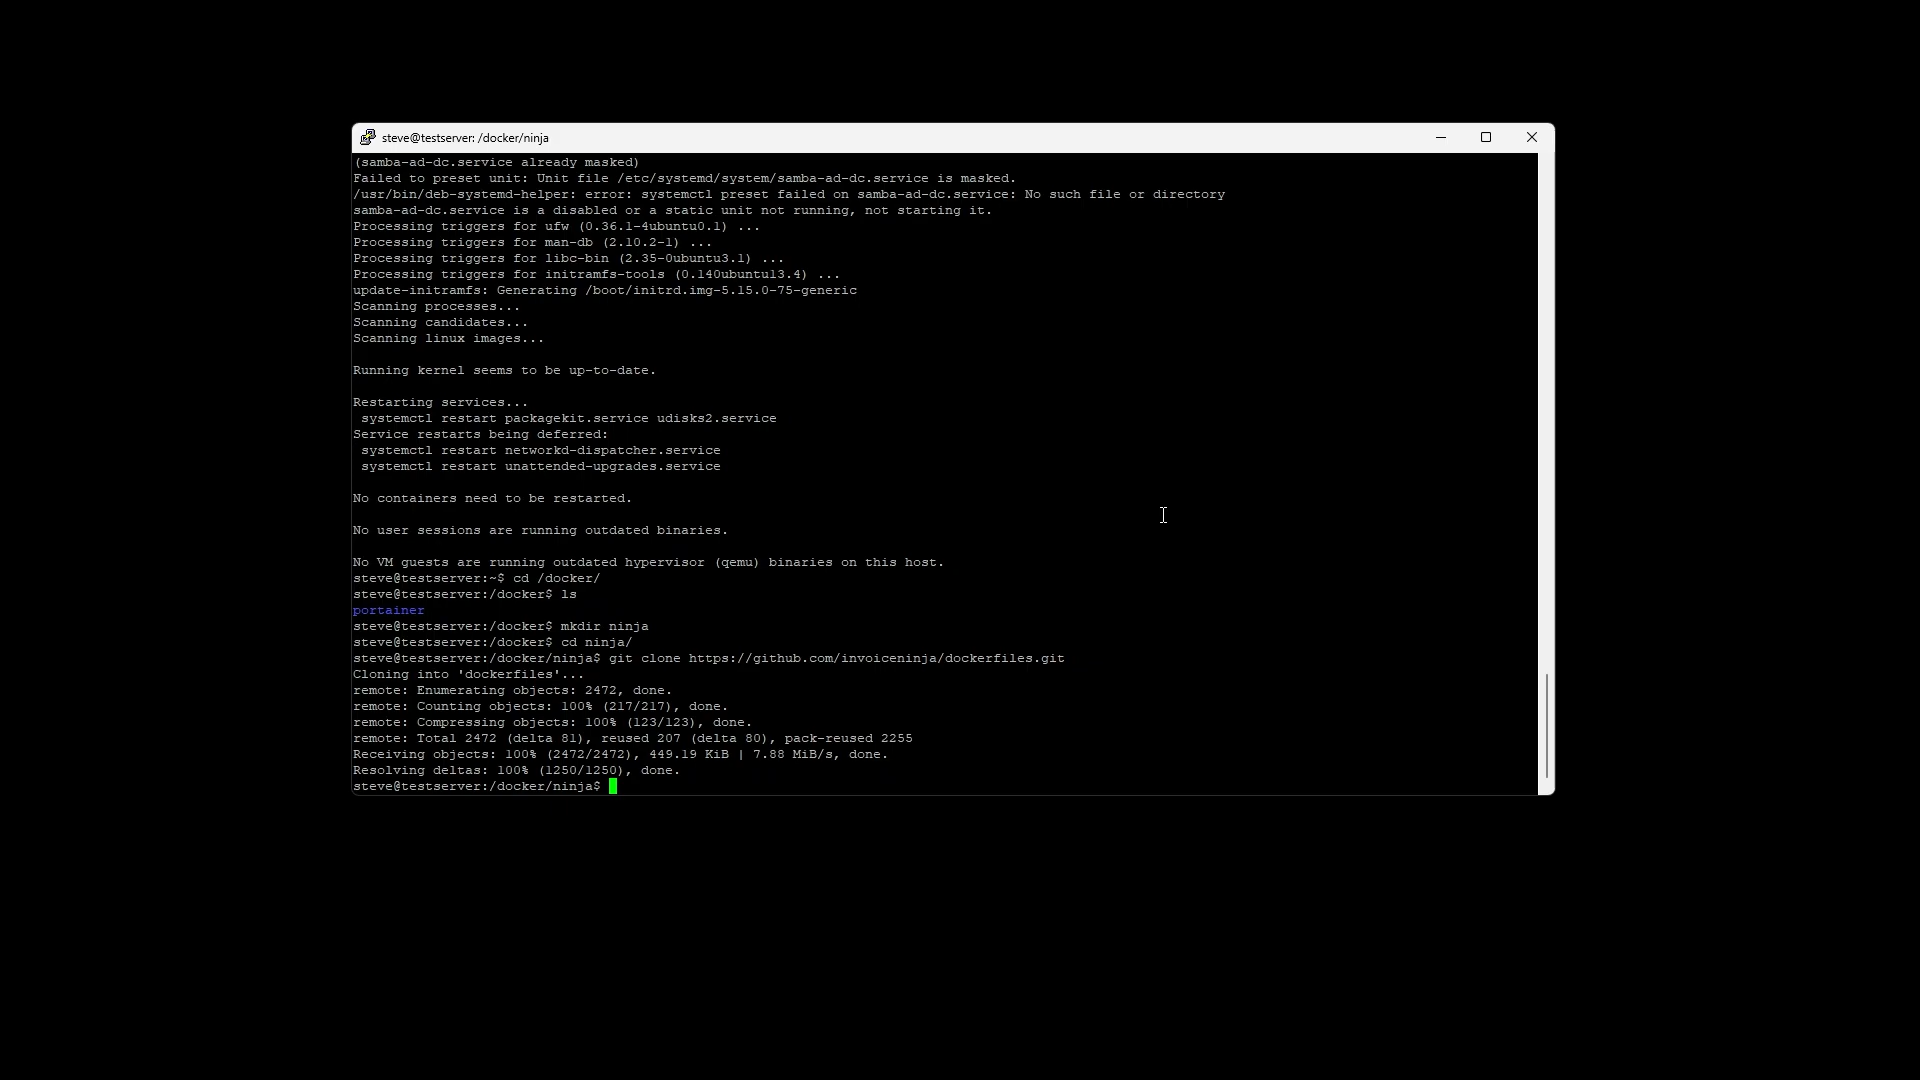 steve@testserver: /docker/ninja
(samba-ad-dc.service already masked)
Failed to preset unit: Unit file /etc/systemd/system/samba-ad-dc.service is masked.
/usr/bin/deb-systemd-helper: error: systemctl preset failed on samba-ad-dc.service: No such file or directory
samba-ad-dc.service is a disabled or a static unit not running, not starting it.
Processing triggers for ufw (0.36.1-4ubuntu0.1) ...
Processing triggers for man-db (2.10.2-1) ...
Processing triggers for libc-bin (2.35-0ubuntu3.1) ...
Processing triggers for initramfs-tools (0.140ubuntu13.4) ...
update-initramfs: Generating /boot/initrd.img-5.15.0-75-generic
Scanning processes...
Scanning candidates...
Scanning linux images...
Running kernel seems to be up-to-date.
Restarting services...
systemctl restart packagekit.service udisks2.service
Service restarts being deferred:
systemctl restart networkd-dispatcher.service
systemctl restart unattended-upgrades.service
No containers need to be restarted.
No user sessions are running outdated binaries.
No VM guests are running outdated hypervisor (qemu) binaries on this host.
steve@testserver:~$ cd /docker/
steve@testserver:/docker$ ls
portainer
steve@testserver:/docker$ mkdir ninja
steve@testserver:/docker$ cd ninja/
steve@testserver:/docker/ninja$ git clone https://github.com/invoiceninja/dockerfiles.git
Cloning into 'dockerfiles'...
remote: Enumerating objects: 2472, done.
remote: Counting objects: 100% (217/217), done.
remote: Compressing objects: 100% (123/123), done.
remote: Total 2472 (delta 81), reused 207 (delta 80), pack-reused 2255
Receiving objects: 100% (2472/2472), 449.19 KiB | 7.88 MiB/s, done.
Resolving deltas: 100% (1250/1250), done.
steve@testserver:/docker/ninja$